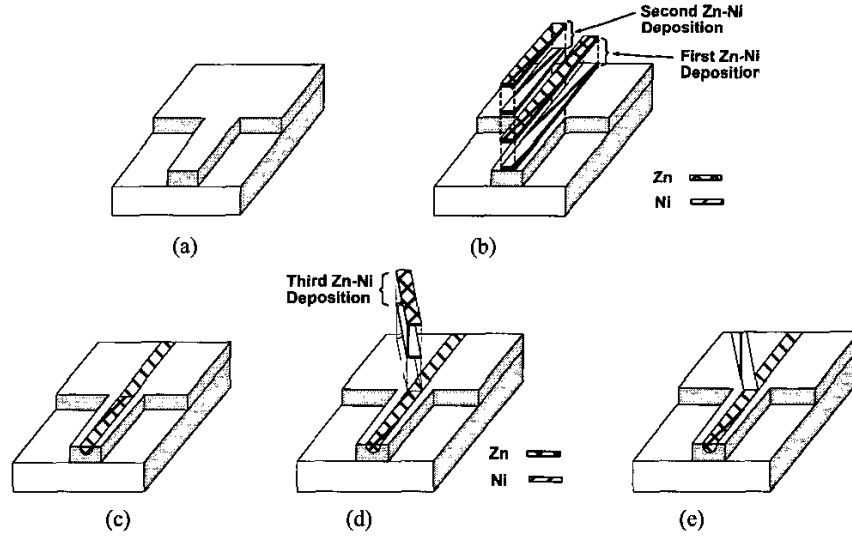 Second Zn-Ni
Deposition
First Zn-Ni
Deposition
Zn
Ni
(a)
(b)
Third Zn-Ni
Deposition
Zn
Ni
(c)
(d)
(e)